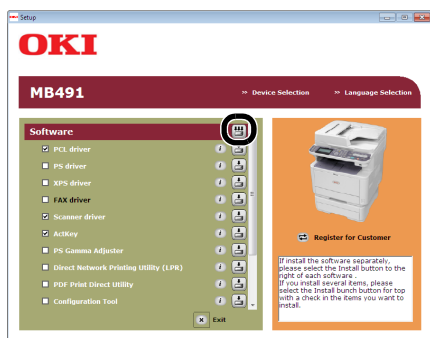 Setup
OKI
MB491
» Device Selection
» Language Selection
Software
PCL driver
PS driver
XPS driver
FAX driver
Scanner driver
ActKey
PS Gamma Adjuster
Direct Network Printing Utility (LPR)
PDF Print Direct Utility
Configuration Tool
x Exit
Register for Customer
If install the software separately,
please select the Install button to the
right of each software .
If you install several items, please
select the Install bunch button for top
with a check in the items you want to
install.